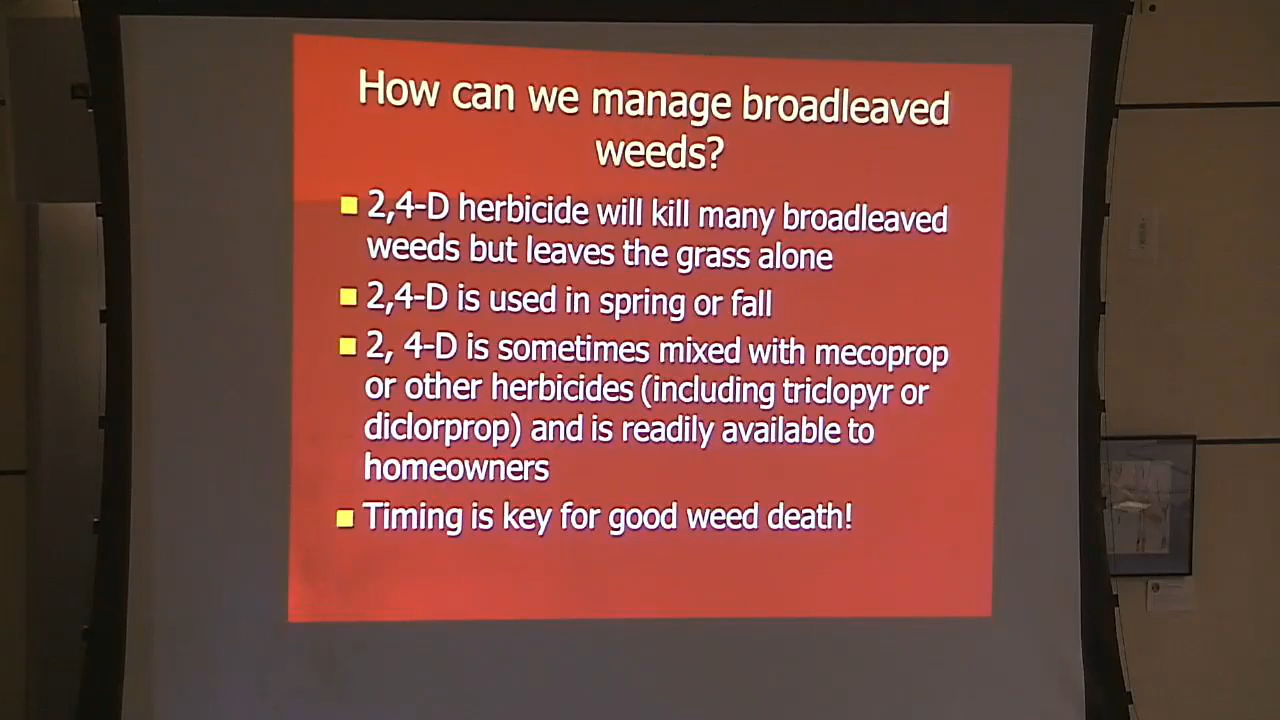 How can we manage broadleaved
weeds?
2,4-D herbicide will kill many broadleaved
weeds but leaves the grass alone
2,4-D is used in spring or fall
2, 4-D is sometimes mixed with mecoprop
or other herbicides (including triclopyr or
diclorprop) and is readily available to
homeowners
Timing is key for good weed death!